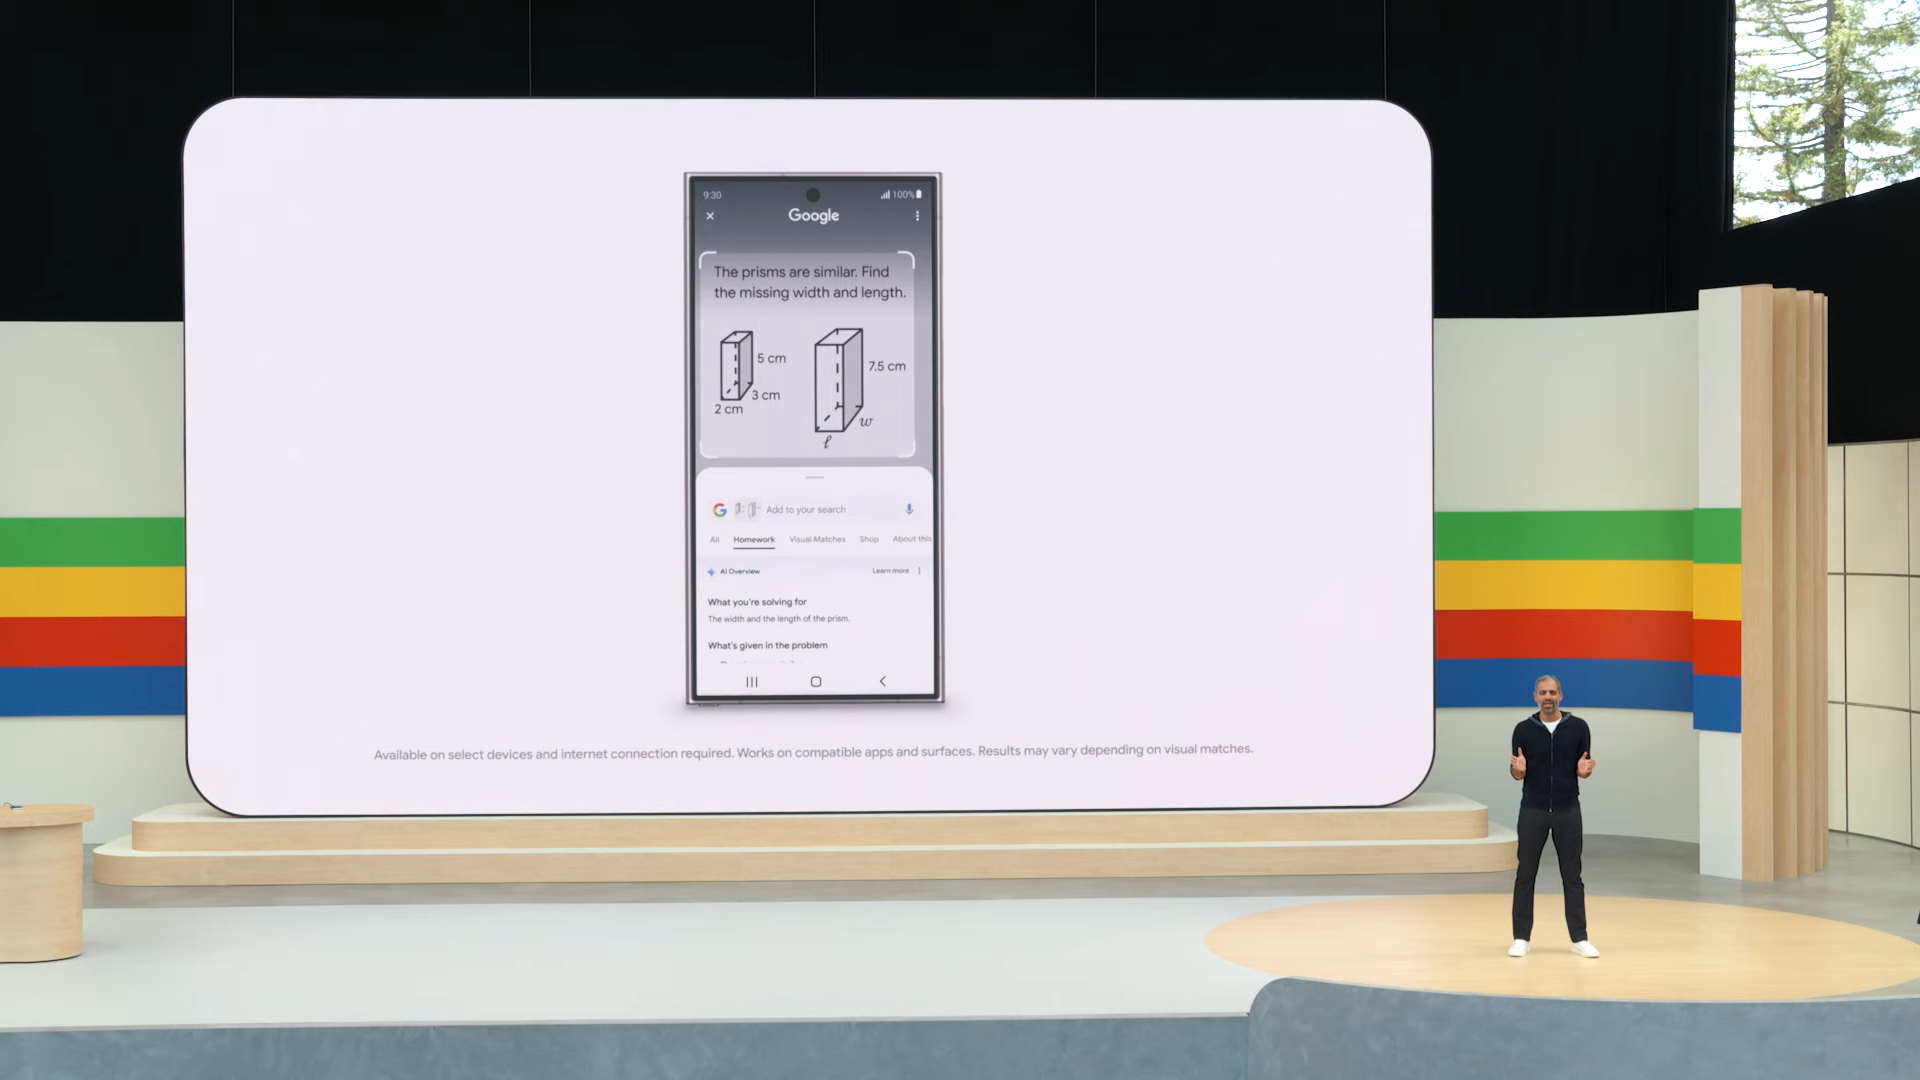 9:30
100%
Google
The prisms are similar. Find
the missing width and length.
5 cm
3 cm
2 cm
7.5 cm
w
ℓ
Add to your search
All Homework Visual Matches Shop About this
AI Overview
Learn more
What you're solving for
The width and the length of the prism.
What's given in the problem
Available on select devices and internet connection required. Works on compatible apps and surfaces. Results may vary depending on visual matches.